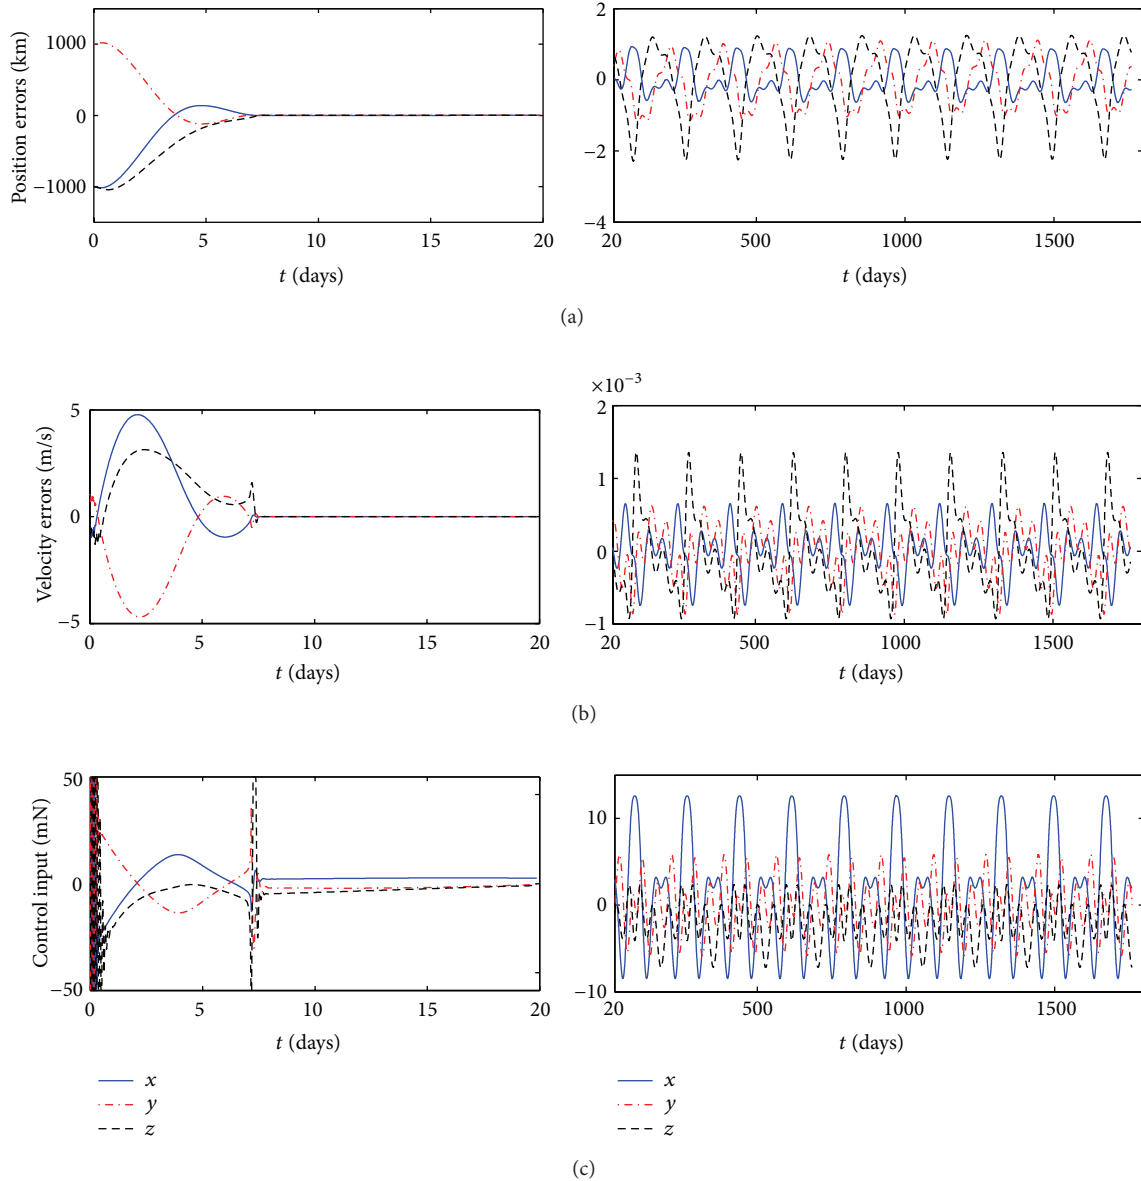 Position errors (km)
1000
0
−1000
0 5 10 15 20
t (days)
2
0
−2
−4
20 500 1000 1500
t (days)
(a)
Velocity errors (m/s)
5
0
−5
0 5 10 15 20
t (days)
×10−3
2
1
0
−1
20 500 1000 1500
t (days)
(b)
Control input (mN)
50
0
−50
0 5 10 15 20
t (days)
10
0
−10
20 500 1000 1500
t (days)
x
y
z
x
y
z
(c)